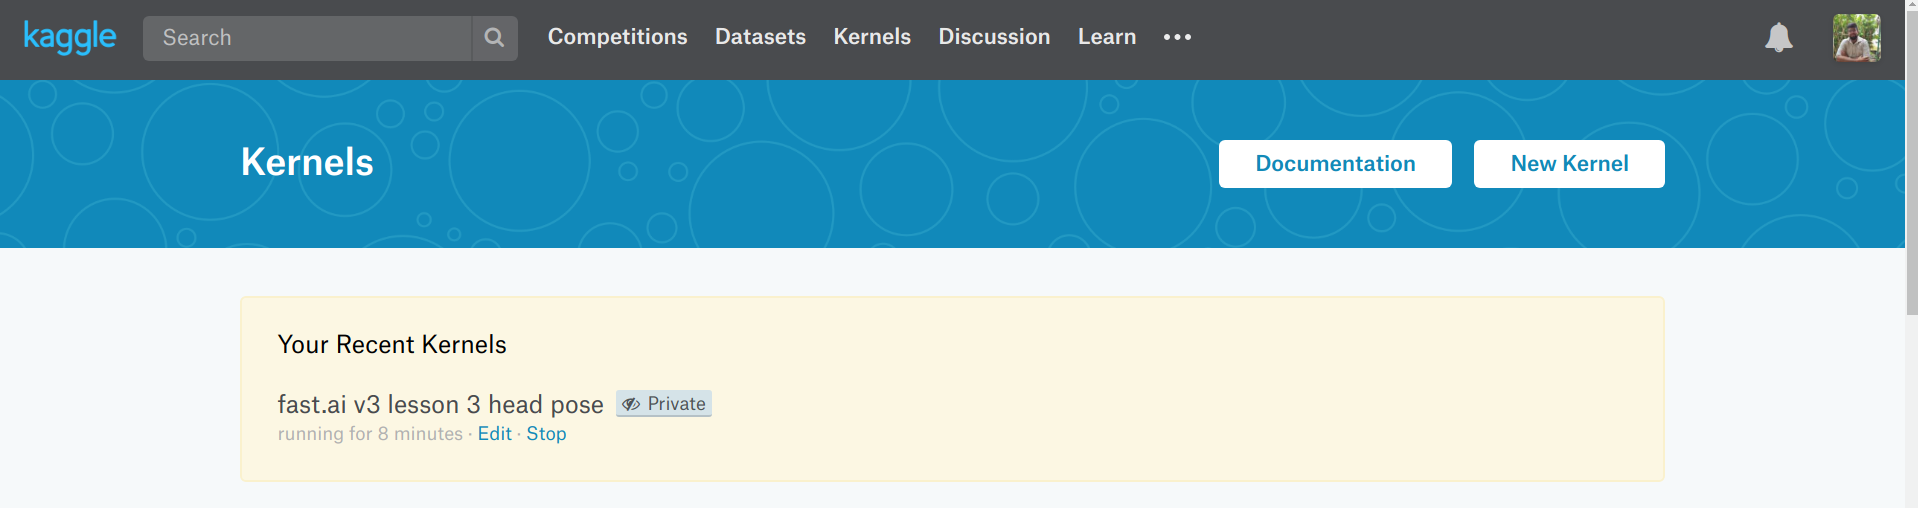 kaggle Search Competitions Datasets Kernels Discussion Learn •••
Kernels Documentation New Kernel
Your Recent Kernels
fast.ai v3 lesson 3 head pose Private
running for 8 minutes · Edit · Stop